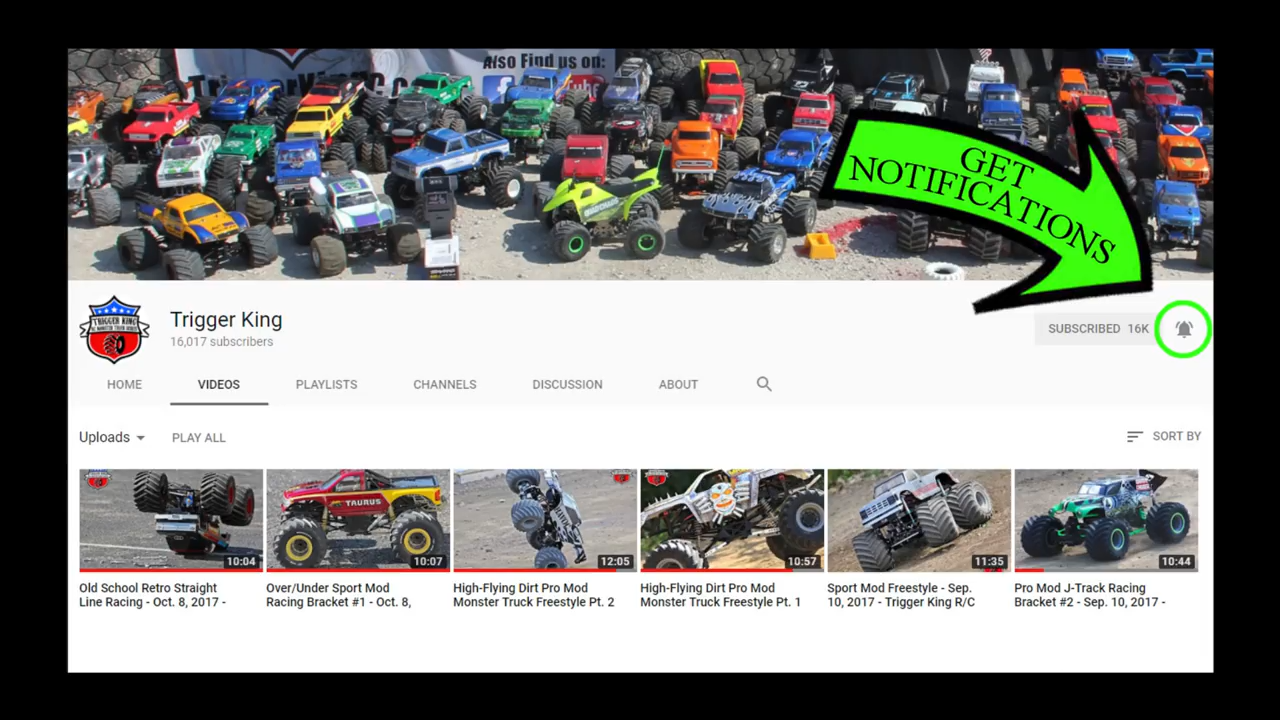 Also Find us on:
GET
NOTIFICATIONS
TRIGGER KING
Trigger King
16,017 subscribers
SUBSCRIBED 16K
HOME VIDEOS PLAYLISTS CHANNELS DISCUSSION ABOUT
Uploads PLAY ALL SORT BY
TAURUS
10:04 10:07 12:05 10:57 11:35 10:44
Old School Retro Straight
Line Racing - Oct. 8, 2017 -
Over/Under Sport Mod
Racing Bracket #1 - Oct. 8,
High-Flying Dirt Pro Mod
Monster Truck Freestyle Pt. 2
High-Flying Dirt Pro Mod
Monster Truck Freestyle Pt. 1
Sport Mod Freestyle - Sep.
10, 2017 - Trigger King R/C
Pro Mod J-Track Racing
Bracket #2 - Sep. 10, 2017 -